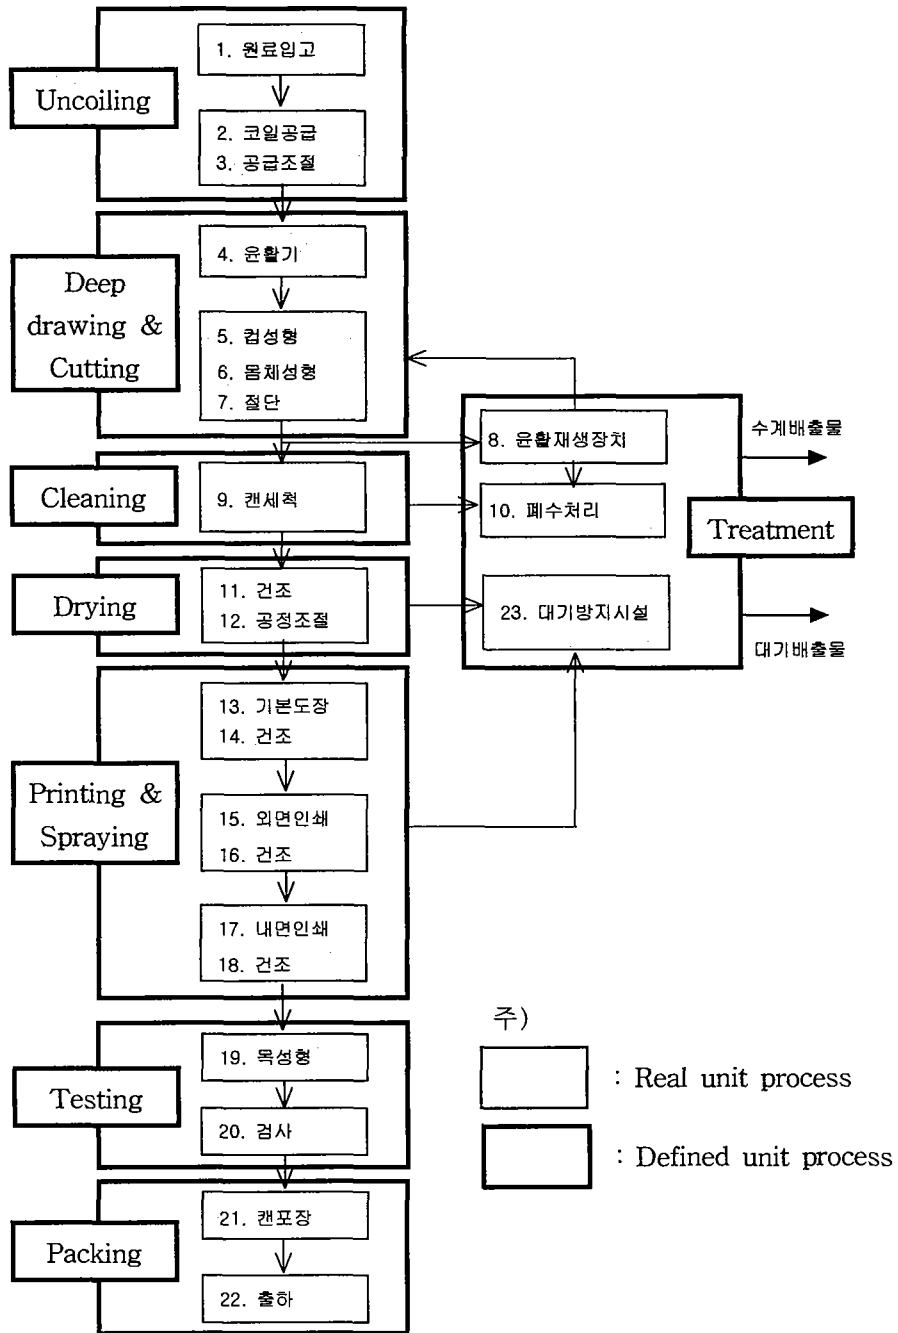 Uncoiling
1. 원료입고
2. 코일공급
3. 공급조절
Deep
drawing &
Cutting
4. 윤활기
5. 컵성형
6. 몸체성형
7. 절단
8. 윤활재생장치
수계배출물
Cleaning
9. 캔세척
10. 폐수처리
Treatment
Drying
11. 건조
12. 공정조절
23. 대기방지시설
대기배출물
Printing &
Spraying
13. 기본도장
14. 건조
15. 외면인쇄
16. 건조
17. 내면인쇄
18. 건조
Testing
19. 목성형
20. 검사
주)
: Real unit process
: Defined unit process
Packing
21. 캔포장
22. 출하